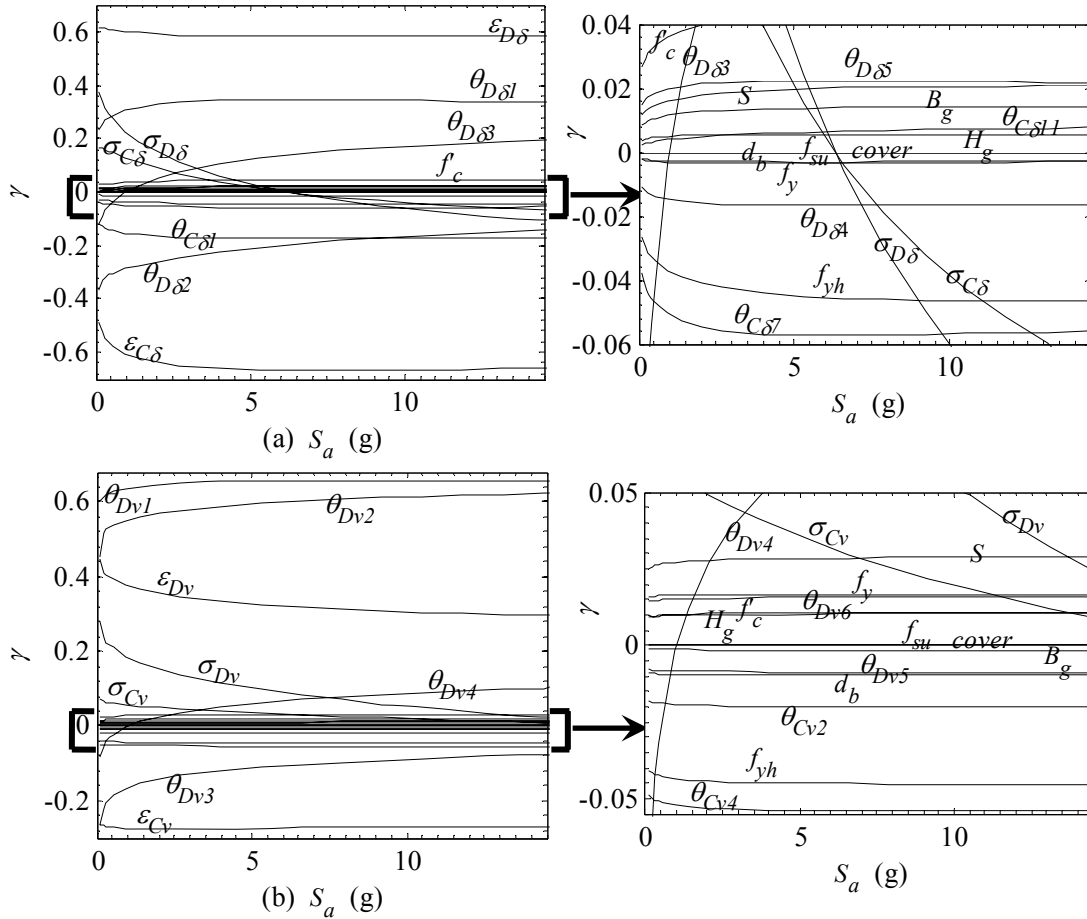 0.6
0.4
0.2
0
-0.2
-0.4
-0.6
γ
ε_Dδ
θ_Dδ1
θ_Dδ3
σ_Dδ
σ_Cδ
f'_c
θ_Cδ1
θ_Dδ2
ε_Cδ
0 5 10
(a) S_a (g)
0.04
0.02
0
-0.02
-0.04
-0.06
γ
f'_c
θ_Dδ3
θ_Dδ5
S
B_g
θ_Cδ11
H_g
d_b
f_su
cover
f_y
θ_Dδ4
σ_Dδ
f_yh
σ_Cδ
θ_Cδ7
0 5 10
S_a (g)
0.6
0.4
0.2
0
-0.2
γ
θ_Dv1
θ_Dv2
ε_Dv
σ_Dv
σ_Cv
θ_Dv4
θ_Dv3
ε_Cv
0 5 10
(b) S_a (g)
0.05
0
-0.05
γ
θ_Dv4
σ_Cv
σ_Dv
S
f_y
H_g
f'_c
θ_Dv6
f_su
cover
B_g
θ_Dv5
d_b
θ_Cv2
f_yh
θ_Cv4
0 5 10
S_a (g)